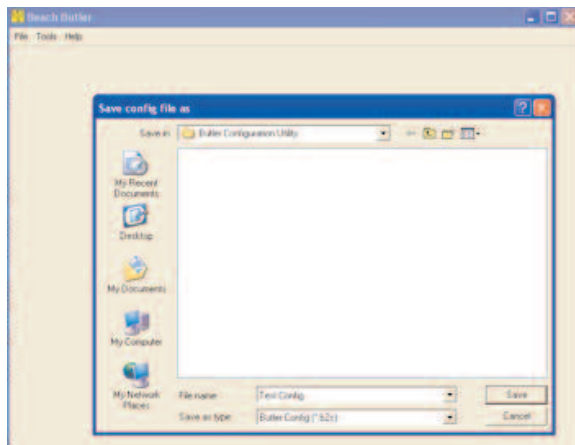 Beach Butler
File Tools Help
Save config file as
Save in:
Butler Configuration Utility
My Recent
Documents
Desktop
My Documents
My Computer
My Network
Places
File name:
Test Config
Save
Save as type:
Butler Config (*.
Cancel